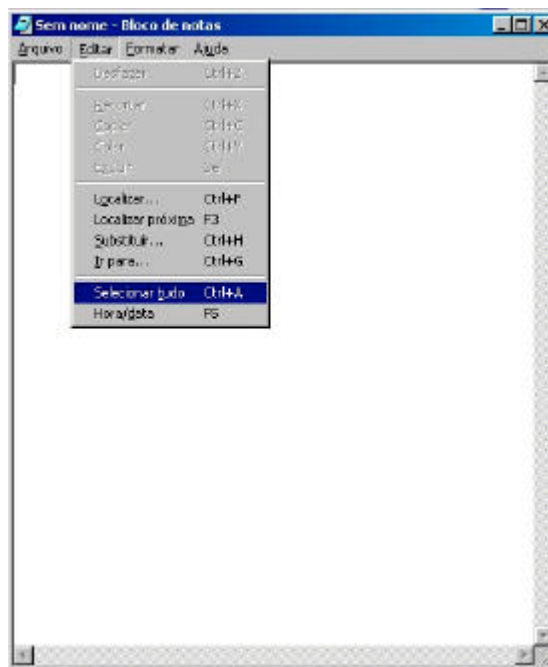 Sem nome - Bloco de notas
Arquivo Editar Formatar Ajuda
Desfazer Ctrl+Z
Recortar Ctrl+X
Copiar Ctrl+C
Colar Ctrl+V
Excluir Del
Localizar... Ctrl+F
Localizar próxima F3
Substituir... Ctrl+H
Ir para... Ctrl+G
Selecionar tudo Ctrl+A
Hora/data F5